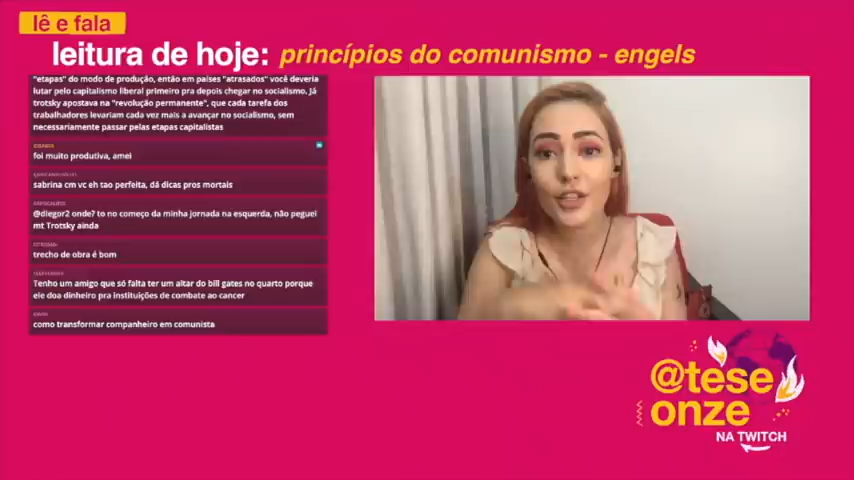 lê e fala
leitura de hoje: princípios do comunismo - engels
"etapas" do modo de produção, então em países "atrasados" você deveria
lutar pelo capitalismo liberal primeiro pra depois chegar no socialismo. Já
trotsky apostava na "revolução permanente", que cada tarefa dos
trabalhadores levariam cada vez mais a avançar no socialismo, sem
necessariamente passar pelas etapas capitalistas
foi muito produtiva, amei
sabrina cm vc eh tao perfeita, dá dicas pros mortais
@diegor2 onde? to no começo da minha jornada na esquerda, não peguei
mt Trotsky ainda
trecho de obra é bom
Tenho um amigo que só falta ter um altar do bill gates no quarto porque
ele doa dinheiro pra instituições de combate ao cancer
como transformar companheiro em comunista
@tese
onze
NA TWITCH